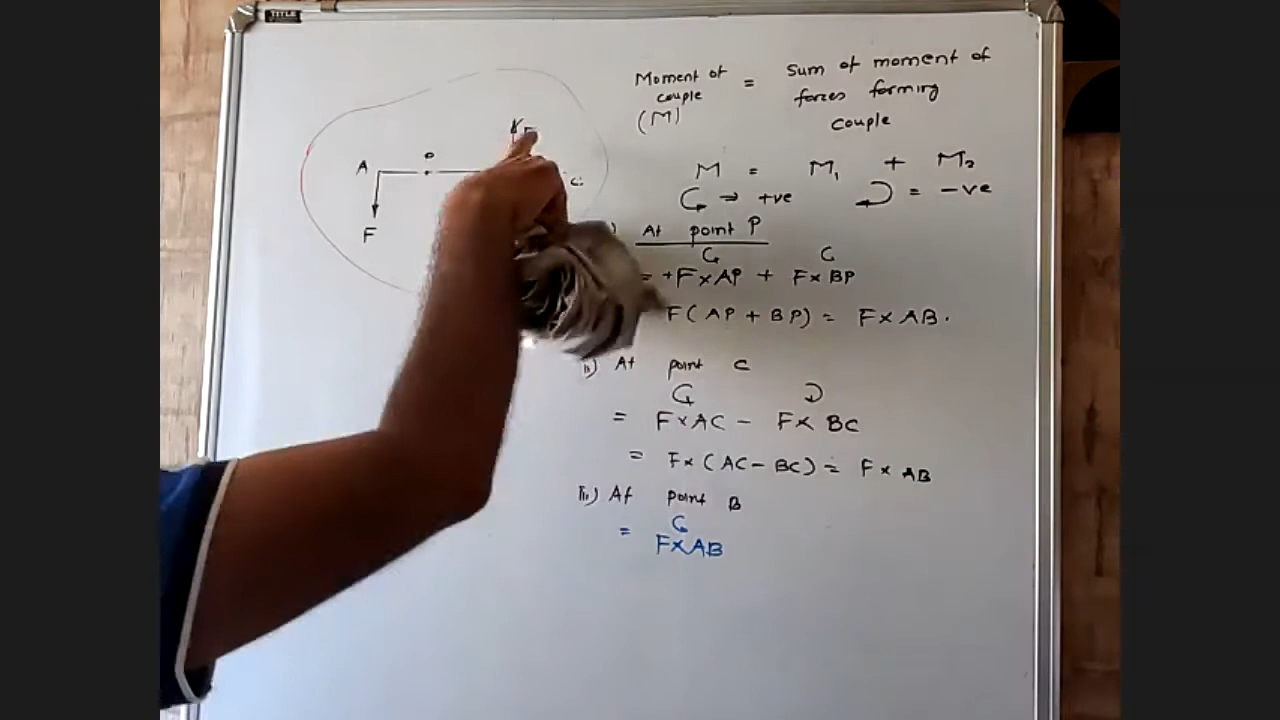 TITLE
Moment of couple (M) = Sum of moment of forces forming couple
M = M₁ + M₂
⇒ +ve = -ve
At point P
= +F×AP + F×BP
F(AP + BP) = F×AB.
ii) At point C
= F×AC - F× BC
= F×(AC- BC) = F× AB
iii) At point B
= F×AB
A P
C
F F